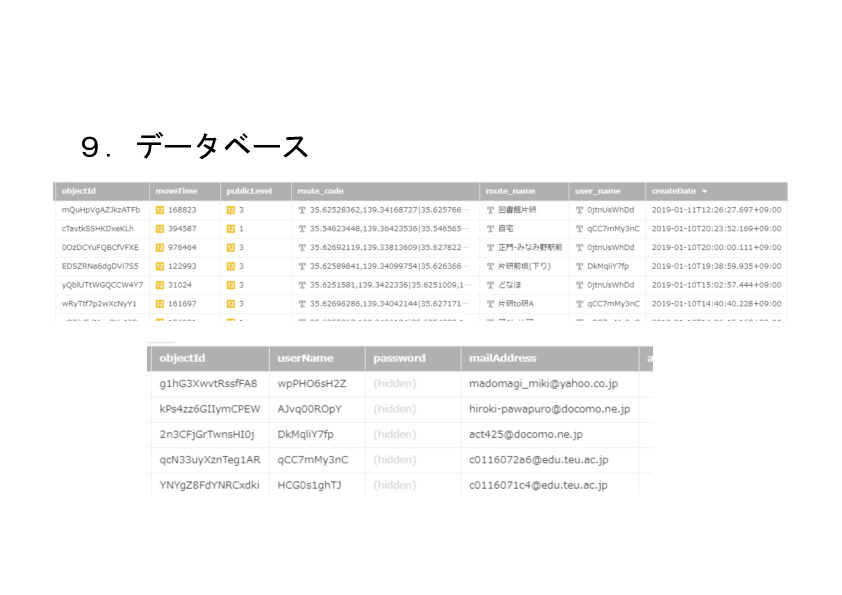 ９．データベース
objectId moveTime publicLevel route_code route_name user_name createDate
mQuHpVgAZJkzATFb 168823 3 35.62528362,139.34168727|35.625766··· 図書館片研 0jtnUsWhDd 2019-01-11T12:26:27.697+09:00
cTavtkSSHKDxeKLh 394587 1 35.54623448,139.36423536|35.546565··· 自宅 qCC7mMy3nC 2019-01-10T20:23:52.169+09:00
0OzDCYuFQBCfVFXE 976464 3 35.62692119,139.33813609|35.627822··· 正門-みなみ野駅前 0jtnUsWhDd 2019-01-10T20:00:00.111+09:00
EDSZRNa6dgDVi7S5 122993 3 35.62589841,139.34099754|35.626366··· 片研前坂(下り) DkMqliY7fp 2019-01-10T19:38:59.935+09:00
yQblUTtWGQCCW4Y7 31024 3 35.6251581,139.3422336|35.6251009,1··· どなほ 0jtnUsWhDd 2019-01-10T15:02:57.444+09:00
wRyTtf7p2wXcNyY1 161697 3 35.62696286,139.34042144|35.627171··· 片研to研A qCC7mMy3nC 2019-01-10T14:40:40.228+09:00
objectId userName password mailAddress a
g1hG3XwvtRssfFA8 wpPHO6sH2Z (hidden) madomagi_miki@yahoo.co.jp
kPs4zz6GIIymCPEW AJvq00ROpY (hidden) hiroki-pawapuro@docomo.ne.jp
2n3CFjGrTwnsHI0j DkMqliY7fp (hidden) act425@docomo.ne.jp
qcN33uyXznTeg1AR qCC7mMy3nC (hidden) c0116072a6@edu.teu.ac.jp
YNYgZ8FdYNRCxdki HCG0s1ghTJ (hidden) c0116071c4@edu.teu.ac.jp